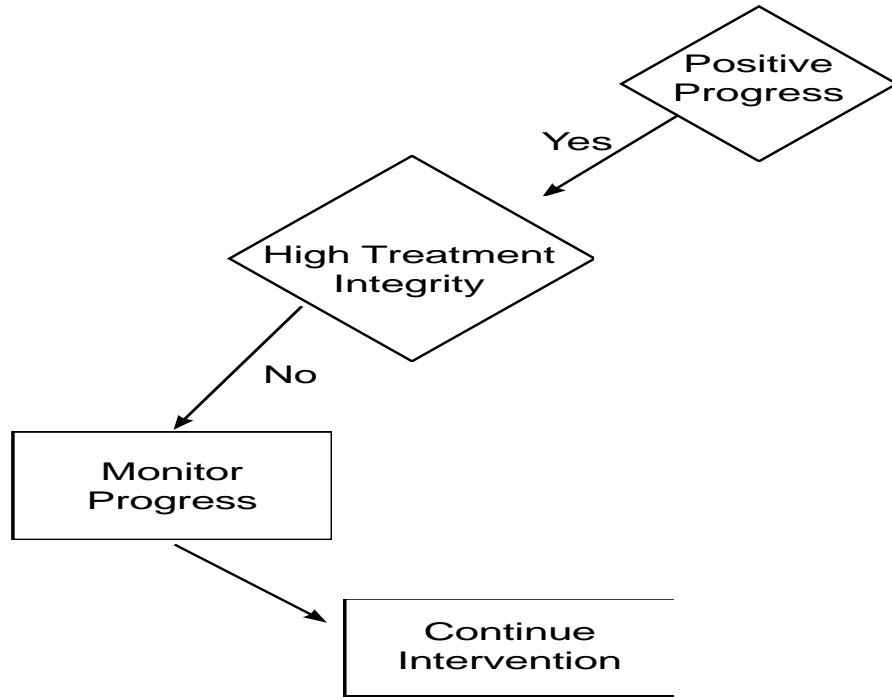 Positive
Progress
Yes
High Treatment
Integrity
No
Monitor
Progress
Continue
Intervention